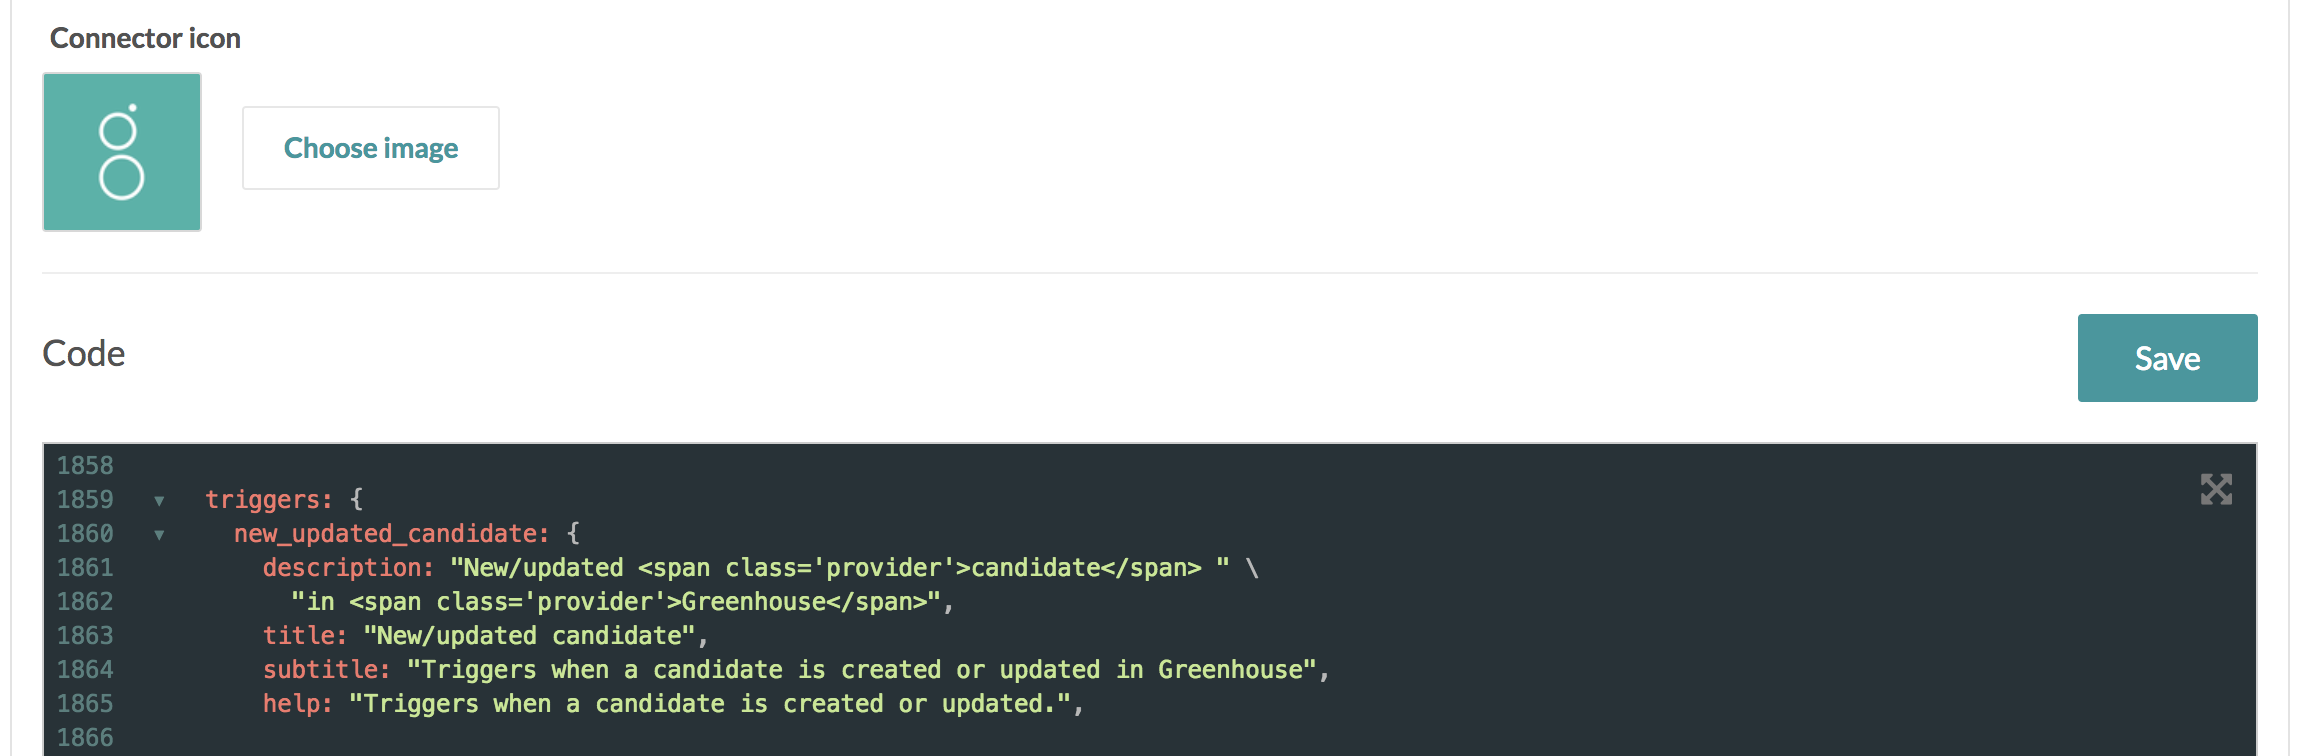 Connector icon
Choose image
Code
Save
1858
1859 ▼ triggers: {
1860 ▼ new_updated_candidate: {
1861 description: "New/updated <span class='provider'>candidate</span> " \
1862 "in <span class='provider'>Greenhouse</span>",
1863 title: "New/updated candidate",
1864 subtitle: "Triggers when a candidate is created or updated in Greenhouse",
1865 help: "Triggers when a candidate is created or updated.",
1866